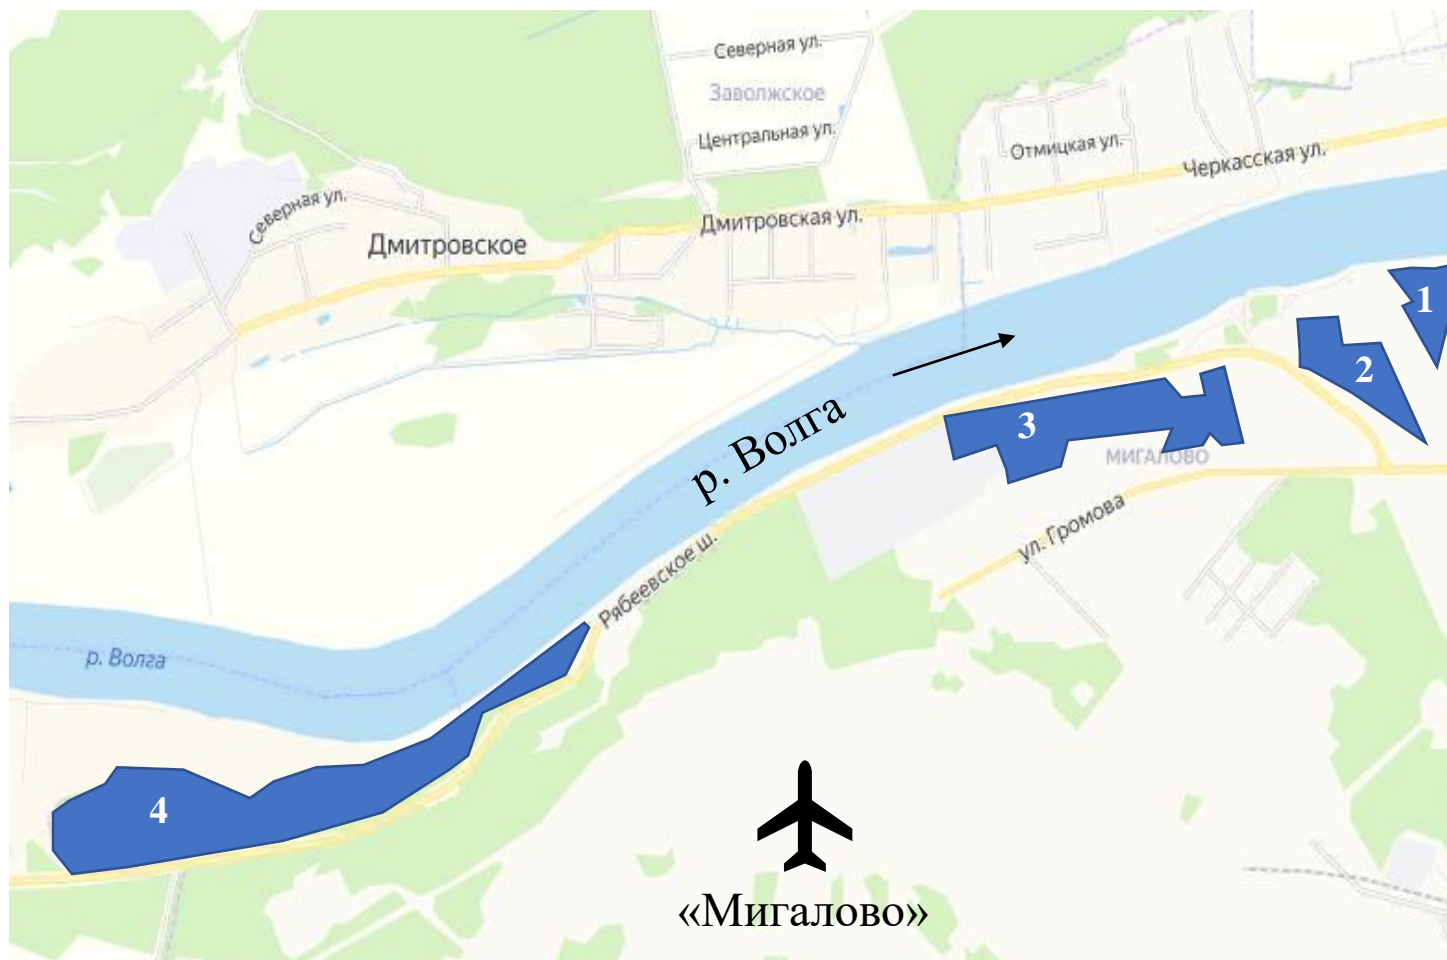 Северная ул.
Заволжское
Центральная ул.
Отмицкая ул.
Черкасская ул.
Северная ул.
Дмитровское
Дмитровская ул.
1
2
3
р. Волга
МИГАЛОВО
ул. Громова
Рябеевское ш.
р. Волга
4
«Мигалово»